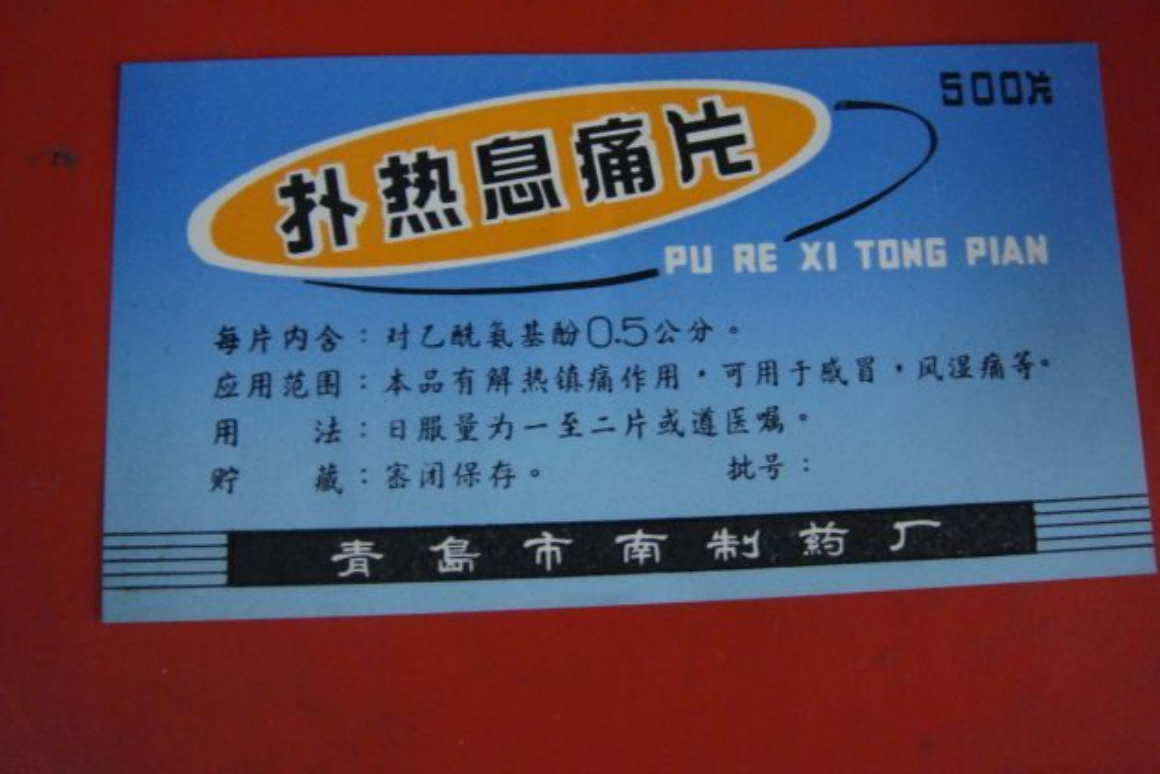 500片
扑热息痛片
PU RE XI TONG PIAN
每片内含：对乙酰氨基酚0.5公分。
应用范围：本品有解热镇痛作用，可用于感冒，风湿痛等。
用 法：日服量为一至二片或遵医嘱。
贮 藏：密闭保存。 批号：
青島市南制药厂